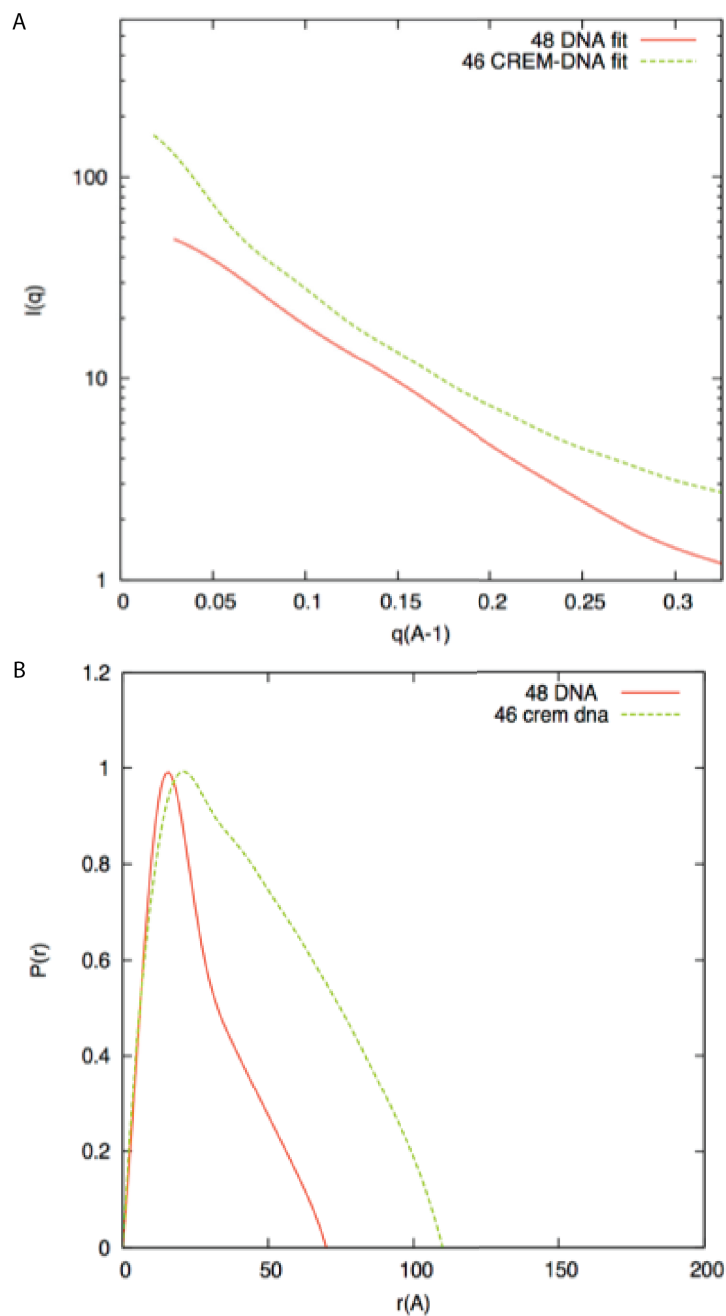 A
48 DNA fit
46 CREM-DNA fit
100
10
1
I(q)
0 0.05 0.1 0.15 0.2 0.25 0.3
q(A-1)
B
1.2
48 DNA
46 crem dna
1
0.8
0.6
0.4
0.2
0
P(r)
0 50 100 150 200
r(A)